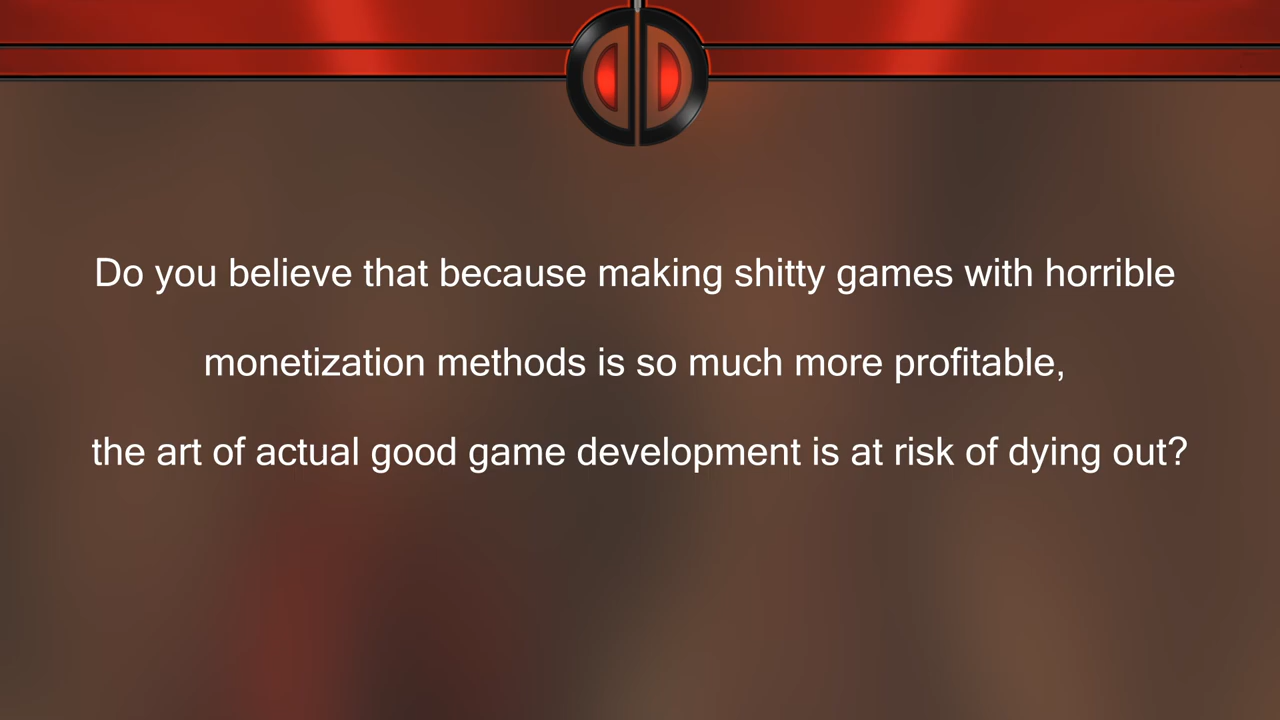 Do you believe that because making shitty games with horrible
monetization methods is so much more profitable,
the art of actual good game development is at risk of dying out?